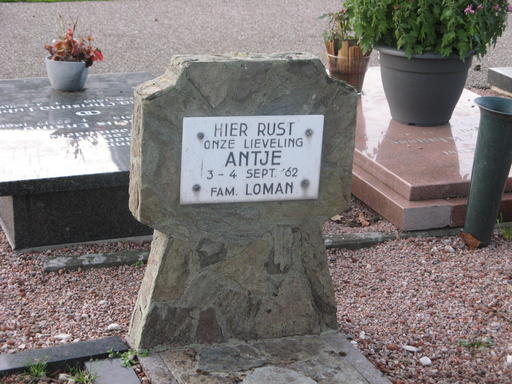 HIER RUST
ONZE LIEVELING
ANTJE
3 - 4 SEPT. '62
FAM. LOMAN